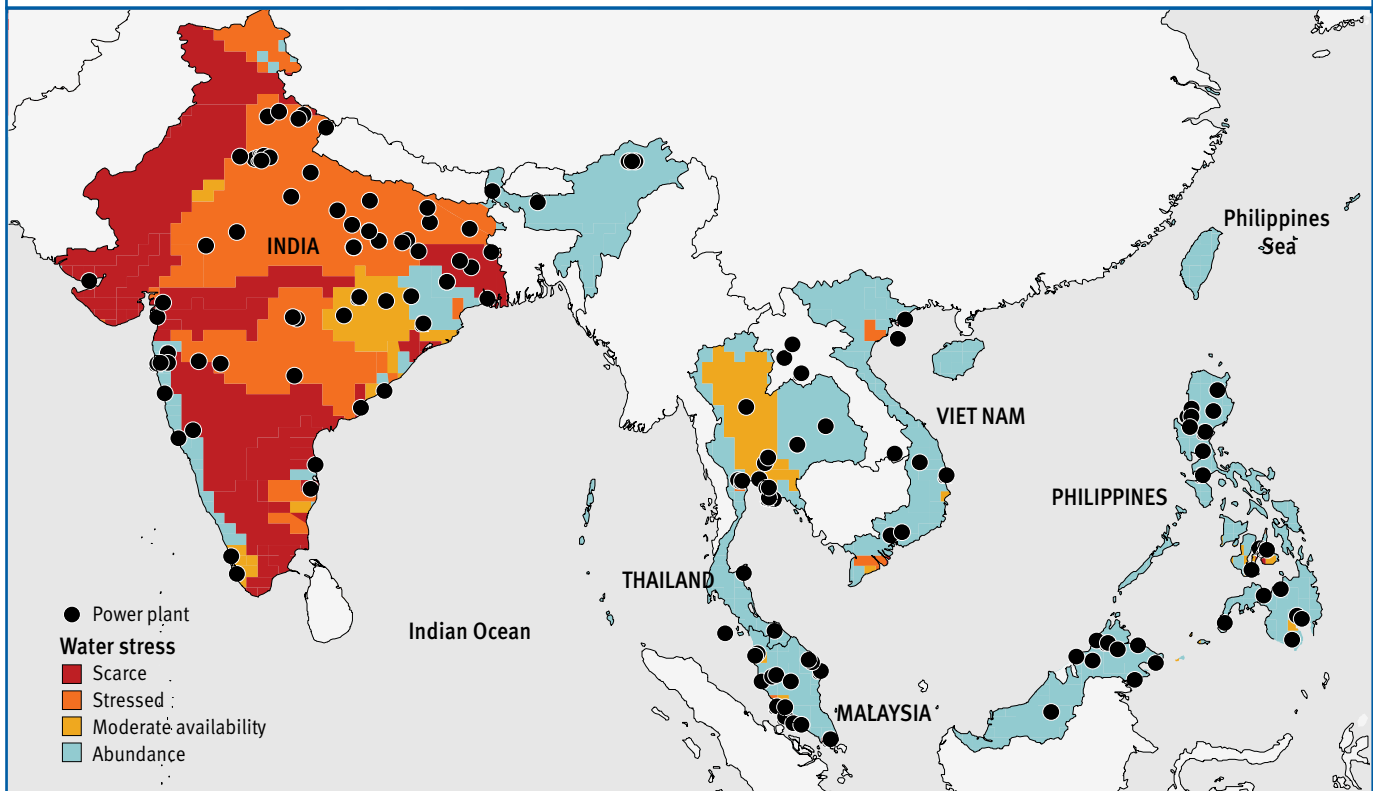 Philippines
Sea
INDIA
VIET NAM
PHILIPPINES
THAILAND
Indian Ocean
MALAYSIA
Power plant
Water stress
Scarce
Stressed
Moderate availability
Abundance